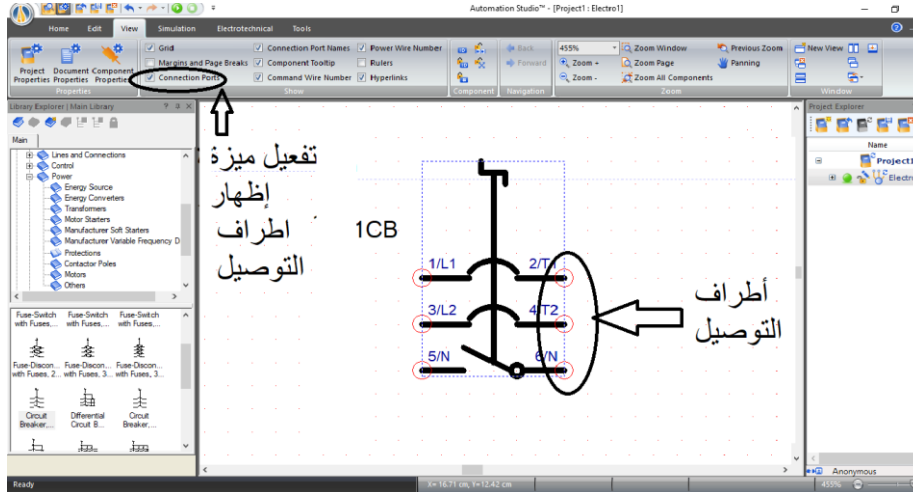 Automation Studio™ - [Project1 : Electro1]
Home Edit View Simulation Electrotechnical Tools
Grid
Connection Port Names
Power Wire Number
Back
455%
Zoom Window
Previous Zoom
New View
Margins and Page Breaks
Component Tooltip
Rulers
Forward
Zoom +
Zoom Page
Panning
Project Properties
Document Properties
Component Properties
Connection Ports
Command Wire Number
Hyperlinks
Zoom -
Zoom All Components
Properties
Show
Component
Navigation
Zoom
Window
Library Explorer | Main Library
Main
Lines and Connections
Control
Power
Energy Source
Energy Converters
Transformers
Motor Starters
Manufacturer Soft Starters
Manufacturer Variable Frequency D
Protections
Contactor Poles
Motors
Others
Fuse-Switch Fuse-Switch Fuse-Switch
with Fuses,... with Fuses,... with Fuses,...
Fuse-Discon... Fuse-Discon... Fuse-Discon...
with Fuses, 2... with Fuses, 3... with Fuses, 3...
Circuit Differential Circuit
Breaker,... Circuit B... Breaker,...
تفعيل ميزة
إظهار
اطراف
التوصيل
1CB
1/L1 2/T1
3/L2 4/T2
5/N 6/N
أطراف
التوصيل
Project Explorer
Name
Project1
Electro
Anonymous
Ready
X= 16.71 cm, Y=12.42 cm
455%